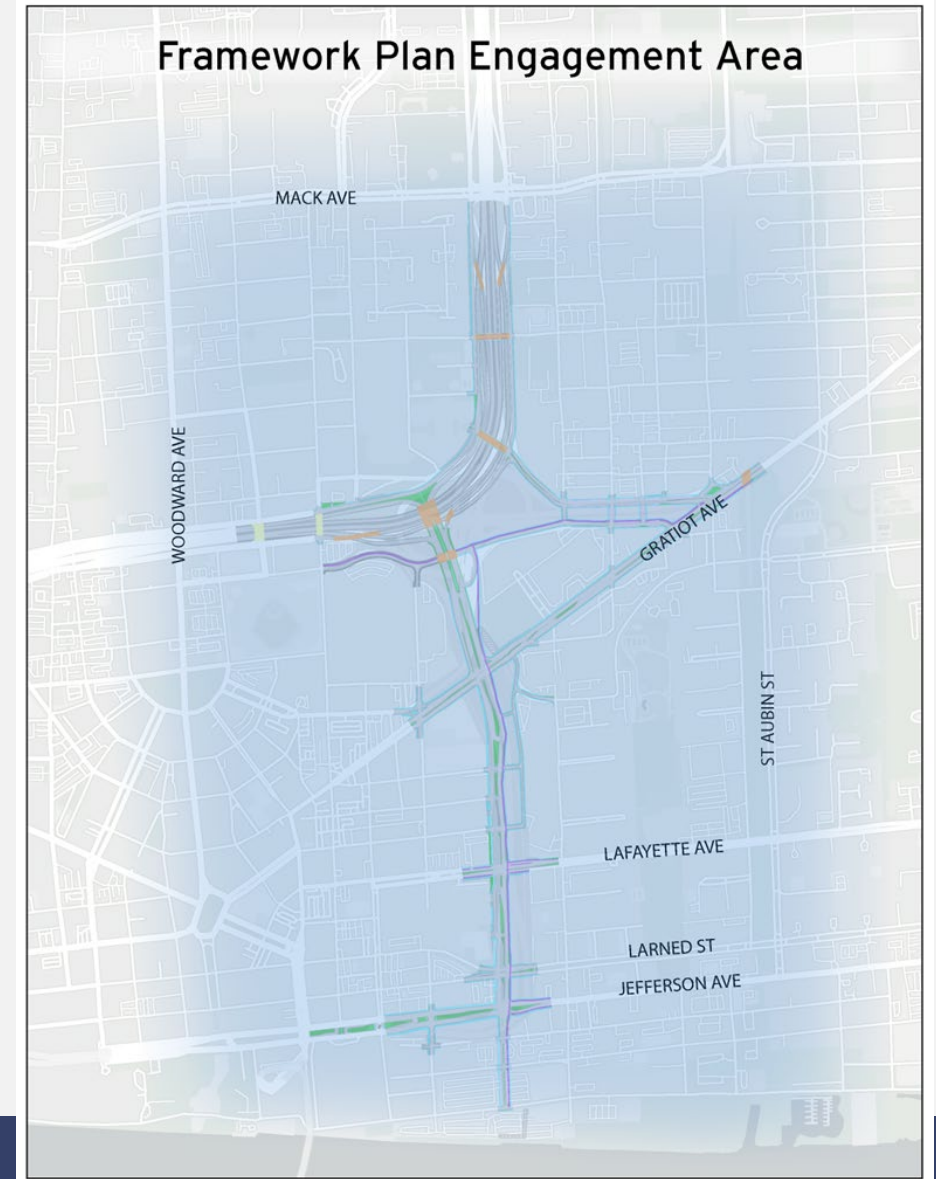 Framework Plan Engagement Area
MACK AVE
WOODWARD AVE
GRATIOT AVE
ST AUBIN ST
LAFAYETTE AVE
LARNED ST
JEFFERSON AVE